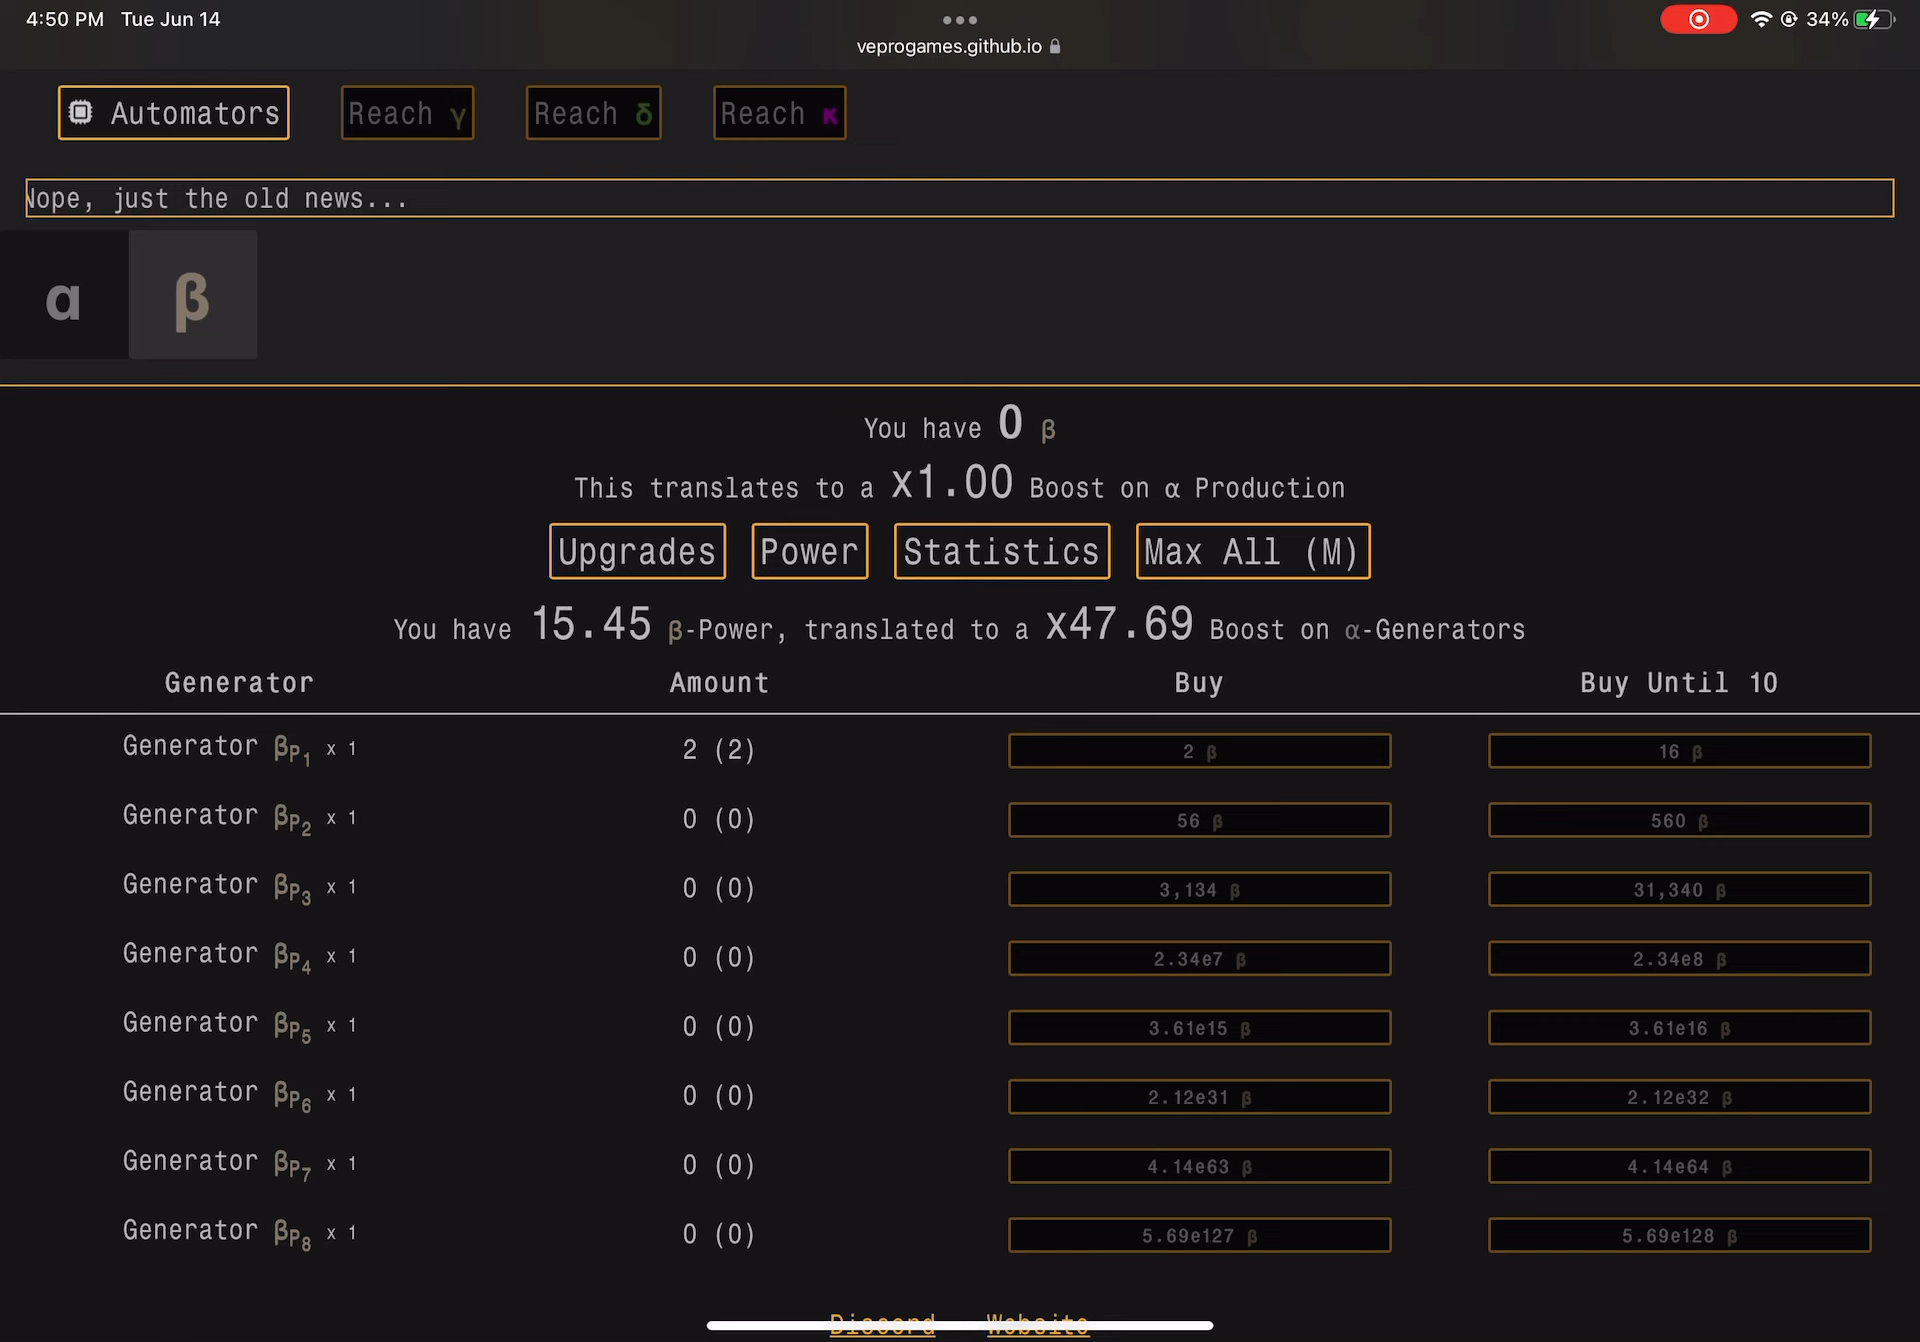 4:50 PM Tue Jun 14
34%
veprogames.github.io
Automators
Reach γ
Reach δ
Reach κ
Nope, just the old news...
α
β
You have 0 β
This translates to a x1.00 Boost on α Production
Upgrades
Power
Statistics
Max All (M)
You have 15.45 β-Power, translated to a x47.69 Boost on α-Generators
Generator Amount Buy Buy Until 10
Generator βP1 x 1 2 (2) 2 β 16 β
Generator βP2 x 1 0 (0) 56 β 560 β
Generator βP3 x 1 0 (0) 3,134 β 31,340 β
Generator βP4 x 1 0 (0) 2.34e7 β 2.34e8 β
Generator βP5 x 1 0 (0) 3.61e15 β 3.61e16 β
Generator βP6 x 1 0 (0) 2.12e31 β 2.12e32 β
Generator βP7 x 1 0 (0) 4.14e63 β 4.14e64 β
Generator βP8 x 1 0 (0) 5.69e127 β 5.69e128 β
Discord Website